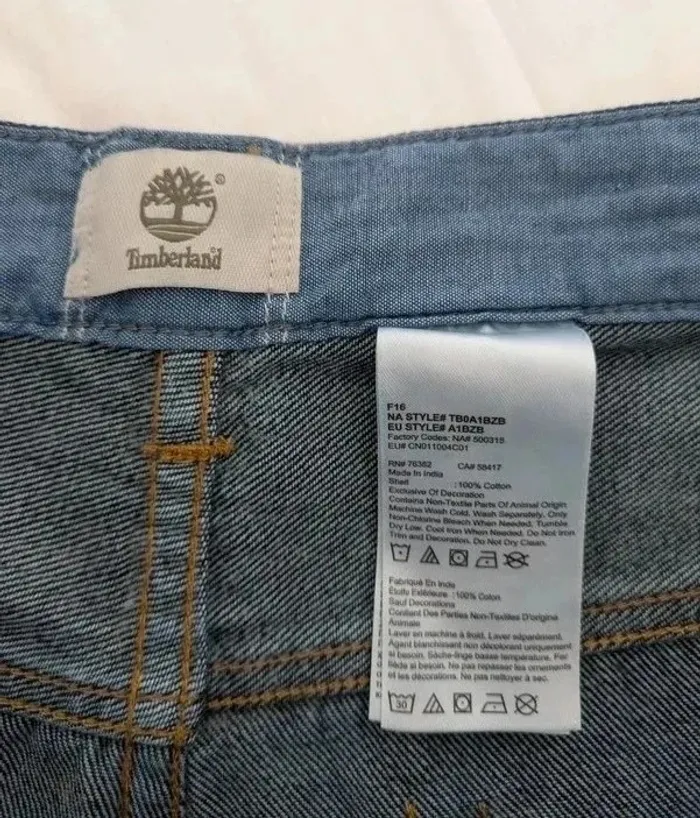 ®
Timberland
F16
NA STYLE# TB0A1BZB
EU STYLE# A1BZB
Factory Codes: NA# 500318
EU# CN011004C01
RN# 76382 CA# 58417
Made In India
Shell :100% Cotton
Exclusive Of Decoration
Contains Non-Textile Parts Of Animal Origin
Machine Wash Cold. Wash Separately. Only
Non-Chlorine Bleach When Needed. Tumble
Dry Low. Cool Iron When Needed. Do Not Iron
Trim and Decoration. Do Not Dry Clean.
Fabriqué En Inde
Étoffe Extérieure :100% Coton
Sauf Decorations
Contient Des Parties Non-Textiles D'origine
Animale
Laver en machine à froid. Laver séparément.
Agent blanchissant non décolorant uniquement
si besoin. Sèche-linge basse température. Fer
tiède si besoin. Ne pas repasser les ornements
et les décorations. Ne pas nettoyer à sec.
30